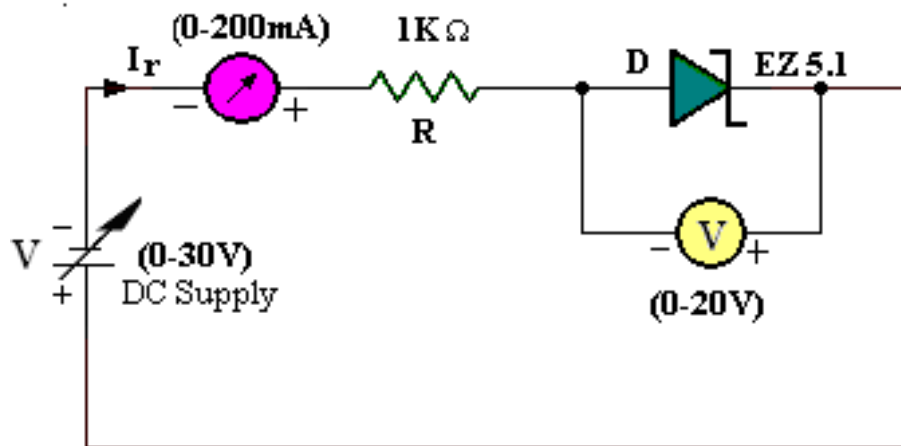 (0-200mA)
1KΩ
Ir
D
EZ 5.1
−
+
R
−
V
−
V
+
(0-30V)
+
DC Supply
(0-20V)